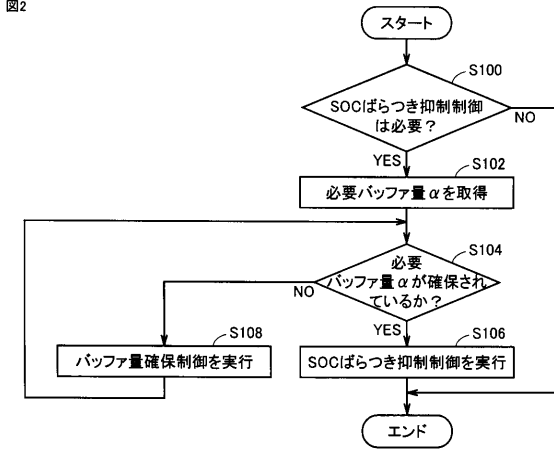 図2
スタート
S100
SOCばらつき抑制制御
は必要？
NO
YES
S102
必要バッファ量αを取得
S104
必要
バッファ量αが確保され
ているか？
NO
YES
S108
バッファ量確保制御を実行
S106
SOCばらつき抑制制御を実行
エンド